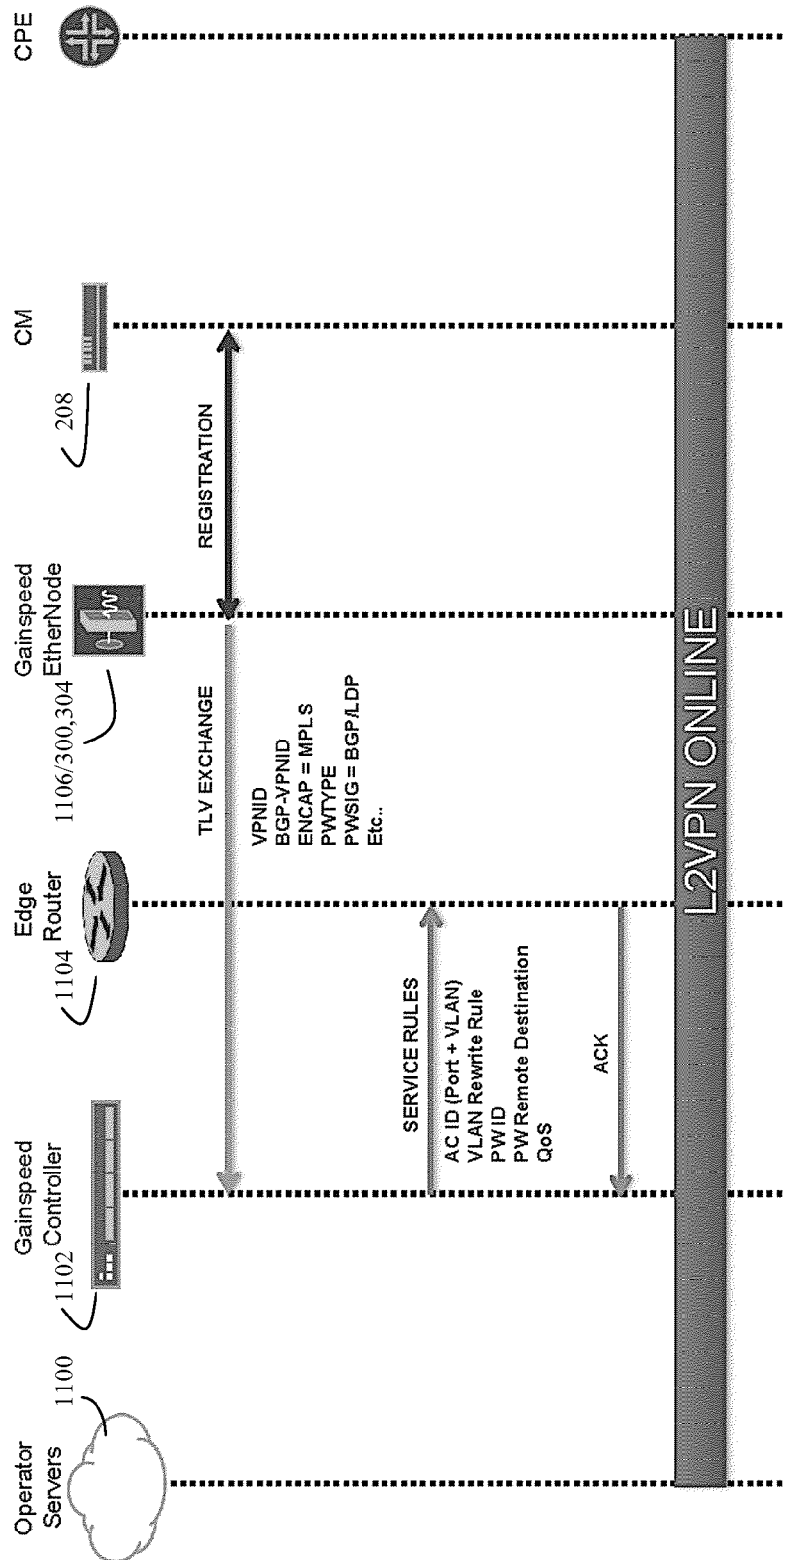 Operator
Servers
1100
Gainspeed
Controller
1102
Edge
Router
1104
Gainspeed
EtherNode
1106/300,304
CM
208
CPE
TLV EXCHANGE
VPNID
BGP-VPNID
ENCAP = MPLS
PWTYPE
PWSIG = BGP/LDP
Etc..
REGISTRATION
SERVICE RULES
AC ID (Port + VLAN)
VLAN Rewrite Rule
PW ID
PW Remote Destination
QoS
ACK
L2VPN ONLINE